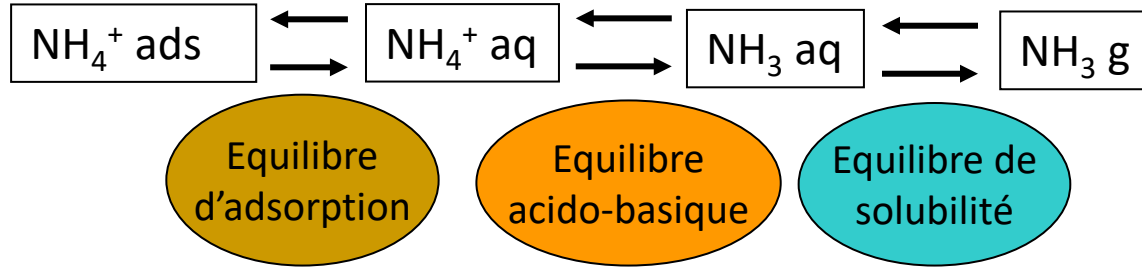 NH₄⁺ ads
NH₄⁺ aq
NH₃ aq
NH₃ g
Equilibre
d'adsorption
Equilibre
acido-basique
Equilibre de
solubilité